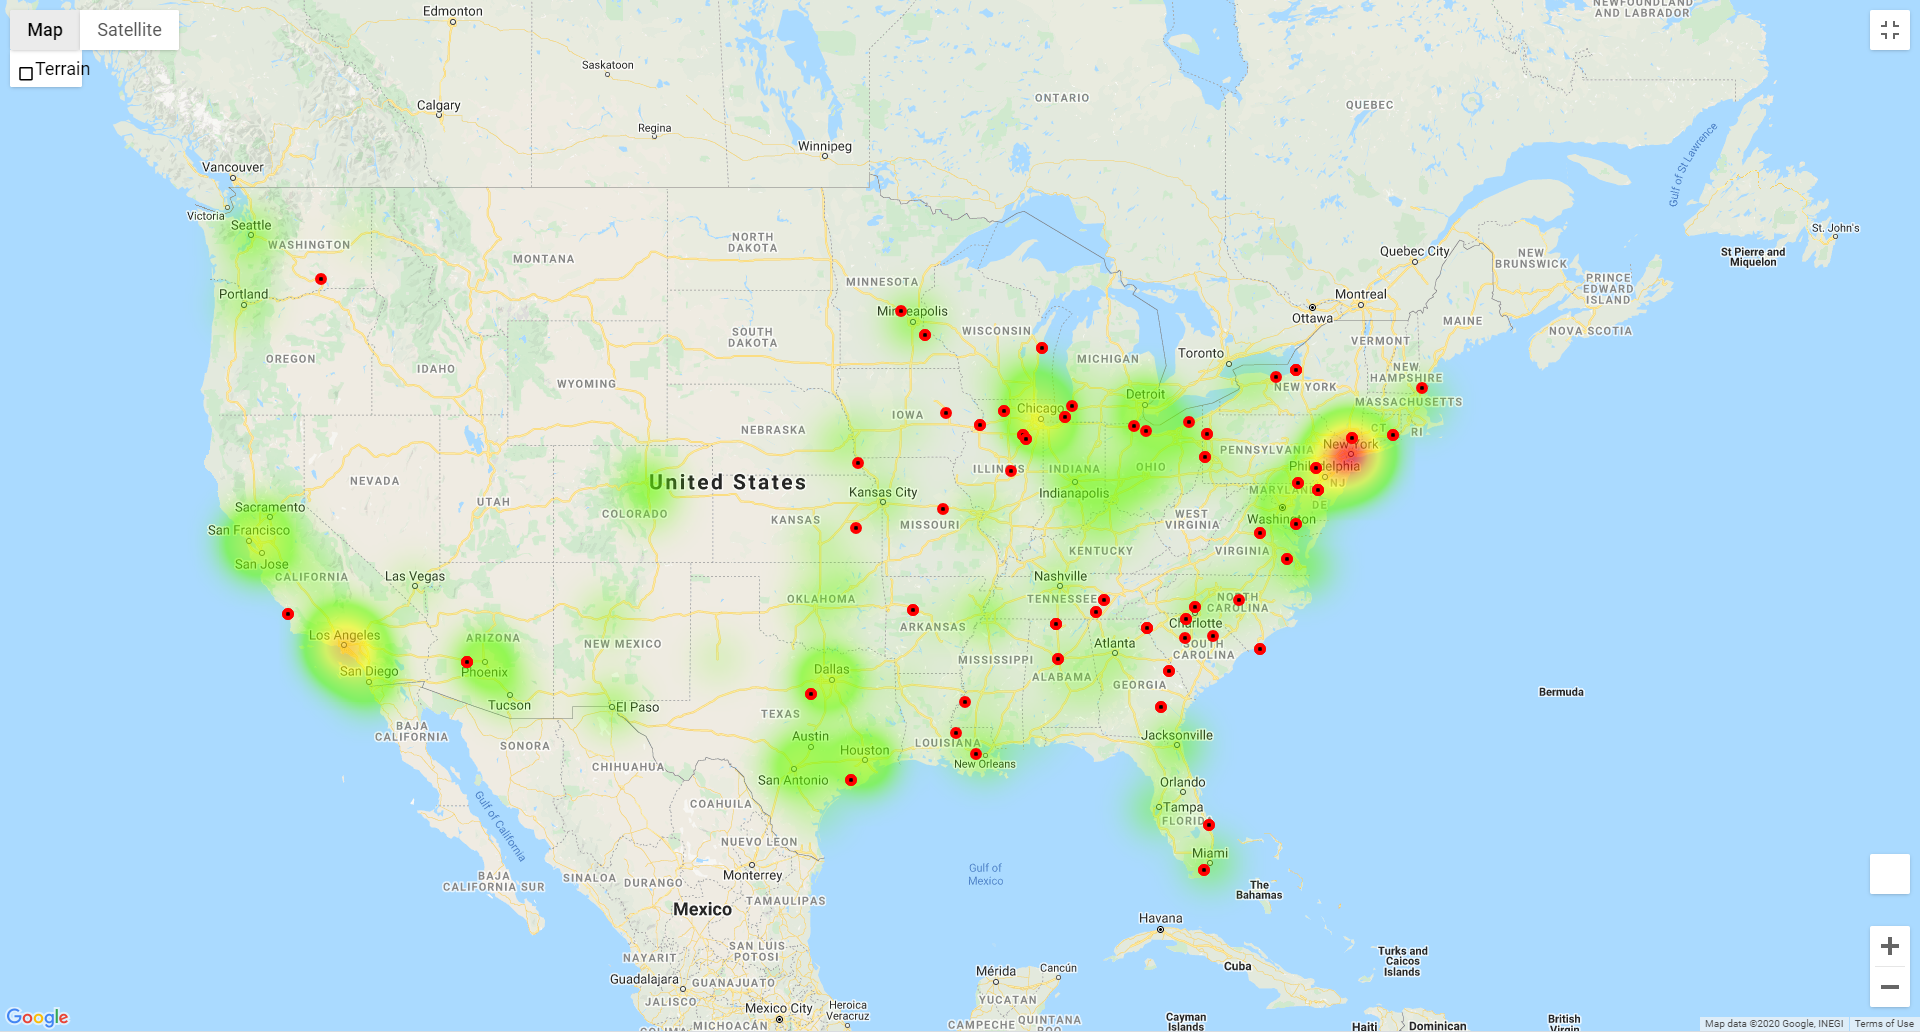 Map
Satellite
Terrain
Edmonton
NEWFOUNDLAND
AND LABRADOR
Saskatoon
Calgary
ONTARIO
QUEBEC
Regina
Winnipeg
Vancouver
Gulf of St Lawrence
Victoria
Seattle
WASHINGTON
MONTANA
NORTH
DAKOTA
Quebec City
NEW
BRUNSWICK
St. John's
St Pierre and
Miquelon
PRINCE
EDWARD
ISLAND
MINNESOTA
Portland
Montreal
Ottawa
Minneapolis
WISCONSIN
SOUTH
DAKOTA
MAINE
NOVA SCOTIA
VERMONT
Toronto
MICHIGAN
OREGON
IDAHO
WYOMING
NEW
HAMPSHIRE
NEW YORK
MASSACHUSETTS
Detroit
Chicago
IOWA
NEBRASKA
CT
RI
New York
PENNSYLVANIA
Philadelphia
ILLINOIS
INDIANA
OHIO
NEVADA
United States
NJ
MARYLAND
DE
Indianapolis
Kansas City
UTAH
COLORADO
KANSAS
MISSOURI
WEST
VIRGINIA
Washington
Sacramento
San Francisco
San Jose
CALIFORNIA
Las Vegas
KENTUCKY
VIRGINIA
Nashville
TENNESSEE
OKLAHOMA
ARKANSAS
NORTH
CAROLINA
Charlotte
Los Angeles
ARIZONA
NEW MEXICO
Atlanta
SOUTH
CAROLINA
MISSISSIPPI
San Diego
Phoenix
Dallas
ALABAMA
GEORGIA
Bermuda
Tucson
El Paso
TEXAS
BAJA
CALIFORNIA
SONORA
Austin
Houston
LOUISIANA
Jacksonville
New Orleans
CHIHUAHUA
San Antonio
Orlando
Tampa
FLORIDA
COAHUILA
Gulf of California
NUEVO LEON
Miami
Monterrey
Gulf of
Mexico
BAJA
CALIFORNIA SUR
SINALOA
DURANGO
The
Bahamas
TAMAULIPAS
Mexico
Havana
SAN LUIS
POTOSI
NAYARIT
Turks and
Caicos
Islands
Cuba
Mérida
Cancún
Guadalajara
GUANAJUATO
JALISCO
YUCATAN
Mexico City
Heroica
Veracruz
COLIMA
MICHOACÁN
CAMPECHE
QUINTANA
ROO
Cayman
Islands
Haiti
Dominican
British
Virgin
Google
Map data ©2020 Google, INEGI
Terms of Use